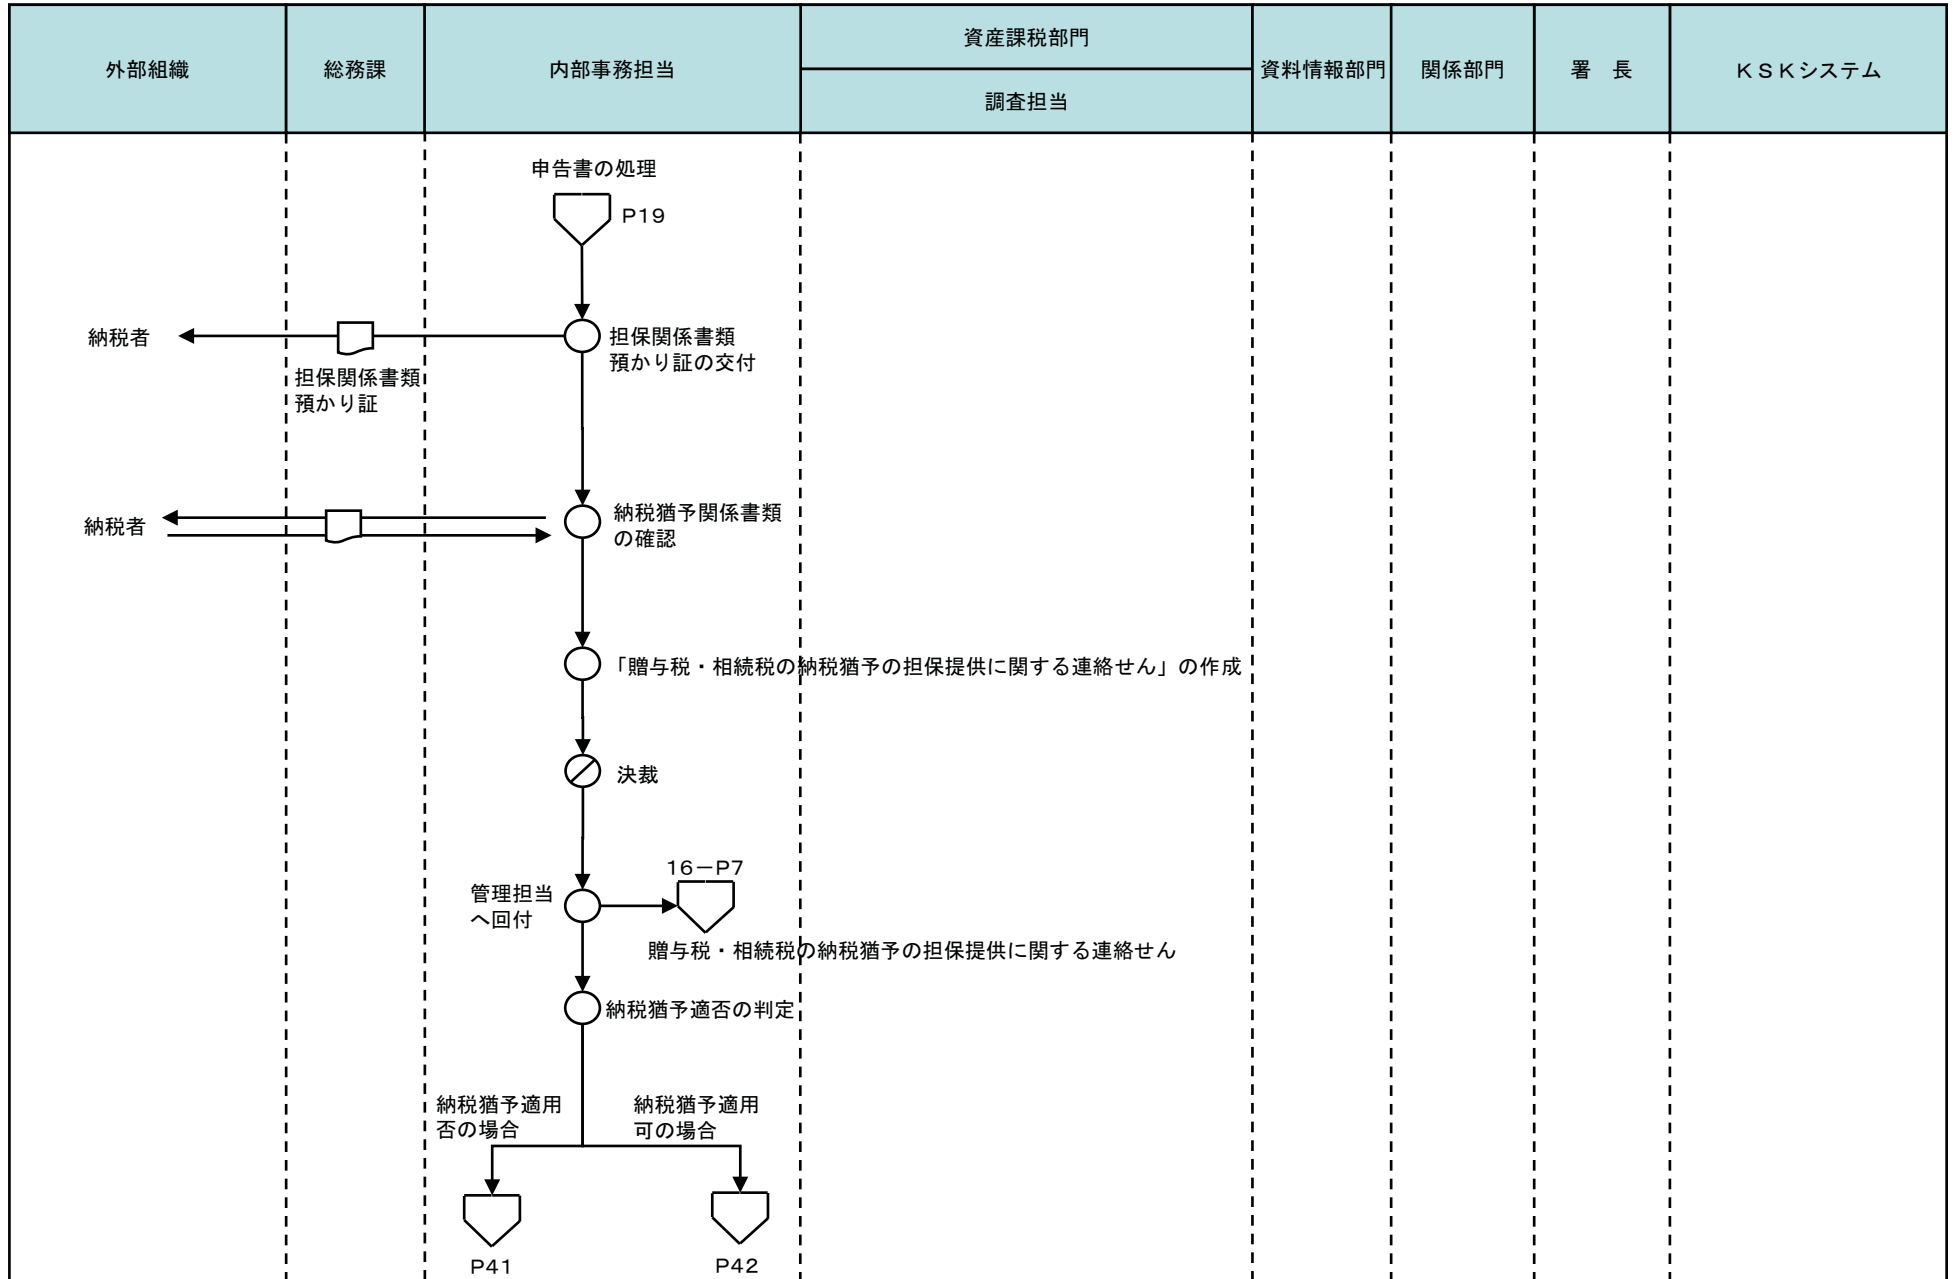 外部組織
総務課
内部事務担当
資産課税部門
調査担当
資料情報部門
関係部門
署　長
ＫＳＫシステム
申告書の処理
P19
納税者
担保関係書類
預かり証の交付
担保関係書類
預かり証
納税者
納税猶予関係書類
の確認
「贈与税・相続税の納税猶予の担保提供に関する連絡せん」の作成
決裁
16－P7
管理担当
へ回付
贈与税・相続税の納税猶予の担保提供に関する連絡せん
納税猶予適否の判定
納税猶予適用
否の場合
納税猶予適用
可の場合
P41
P42